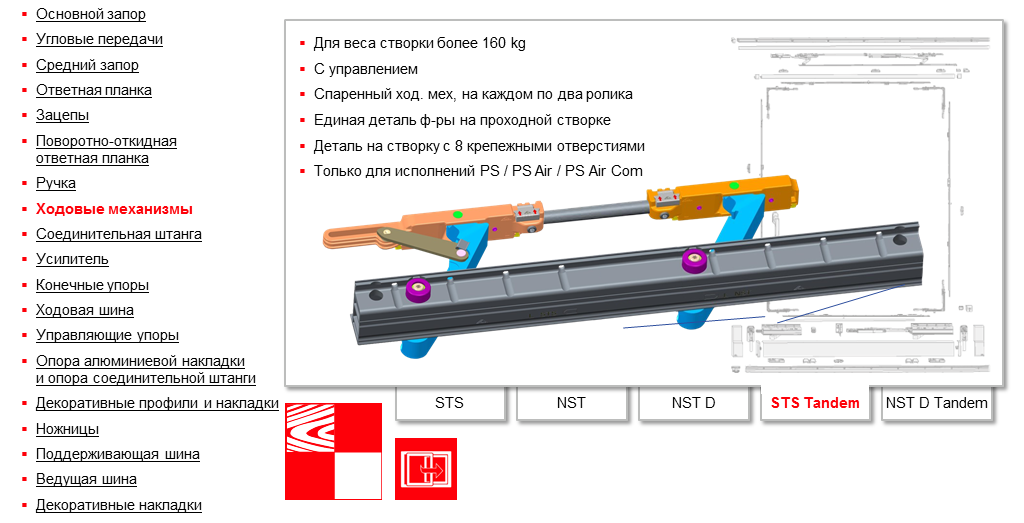 Основной запор
Угловые передачи
Средний запор
Ответная планка
Зацепы
Поворотно-откидная
ответная планка
Ручка
Ходовые механизмы
Соединительная штанга
Усилитель
Конечные упоры
Ходовая шина
Управляющие упоры
Опора алюминиевой накладки
и опора соединительной штанги
Декоративные профили и накладки
Ножницы
Поддерживающая шина
Ведущая шина
Декоративные накладки
Для веса створки более 160 kg
С управлением
Спаренный ход. мех, на каждом по два ролика
Единая деталь ф-ры на проходной створке
Деталь на створку с 8 крепежными отверстиями
Только для исполнений PS / PS Air / PS Air Com
STS
NST
NST D
STS Tandem
NST D Tandem